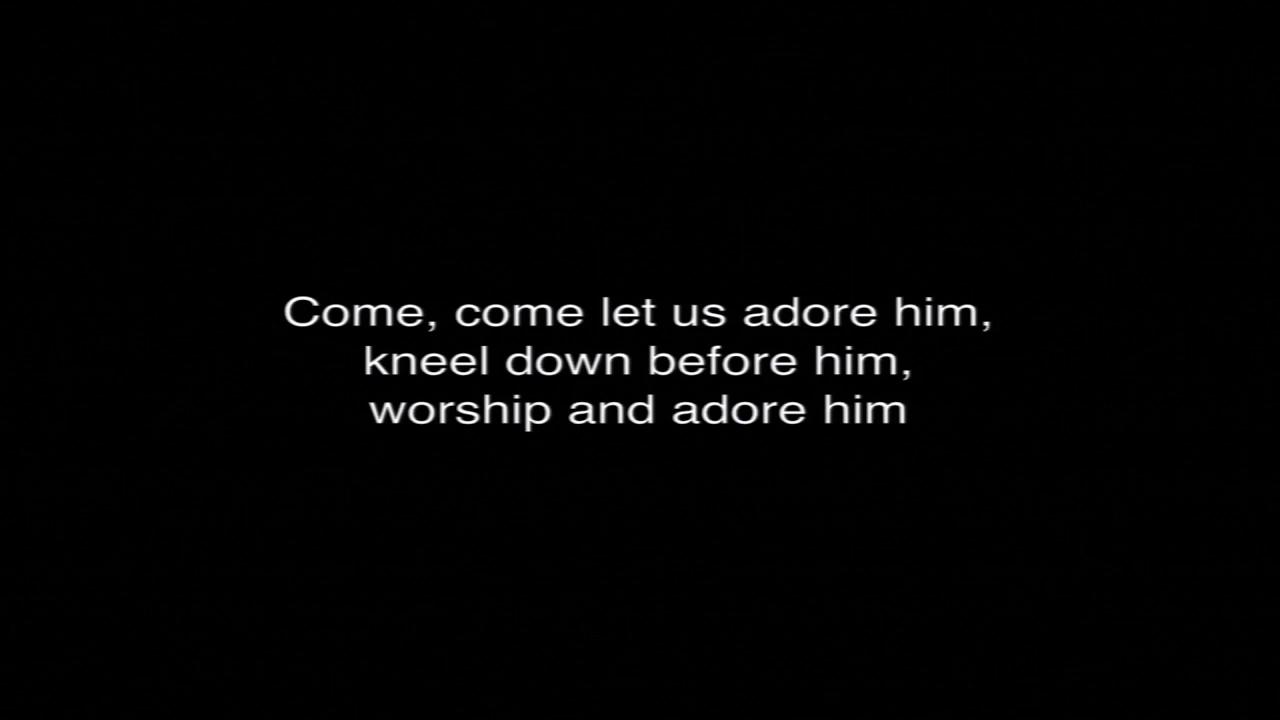 Come, come let us adore him,
kneel down before him,
worship and adore him